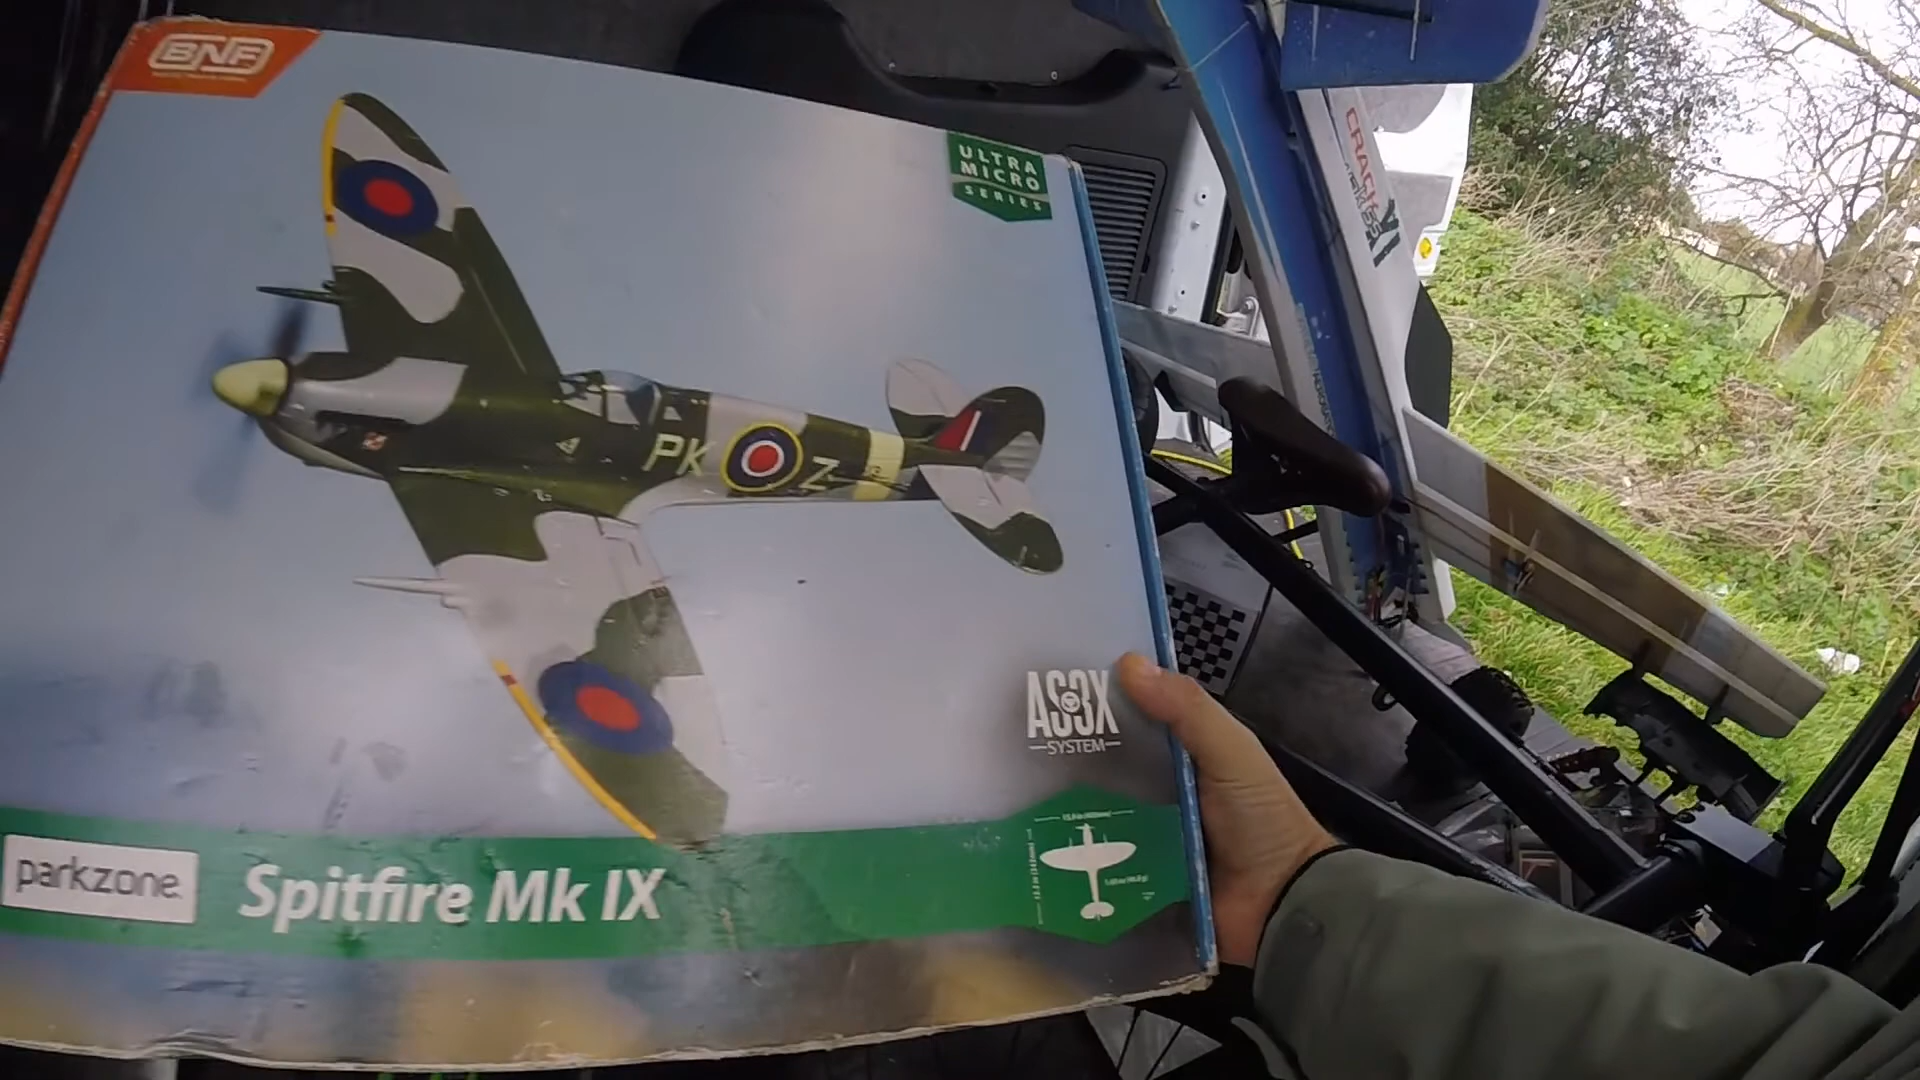 BNF
ULTRA
MICRO
SERIES
PK Z
AS3X
SYSTEM
parkzone
Spitfire Mk IX